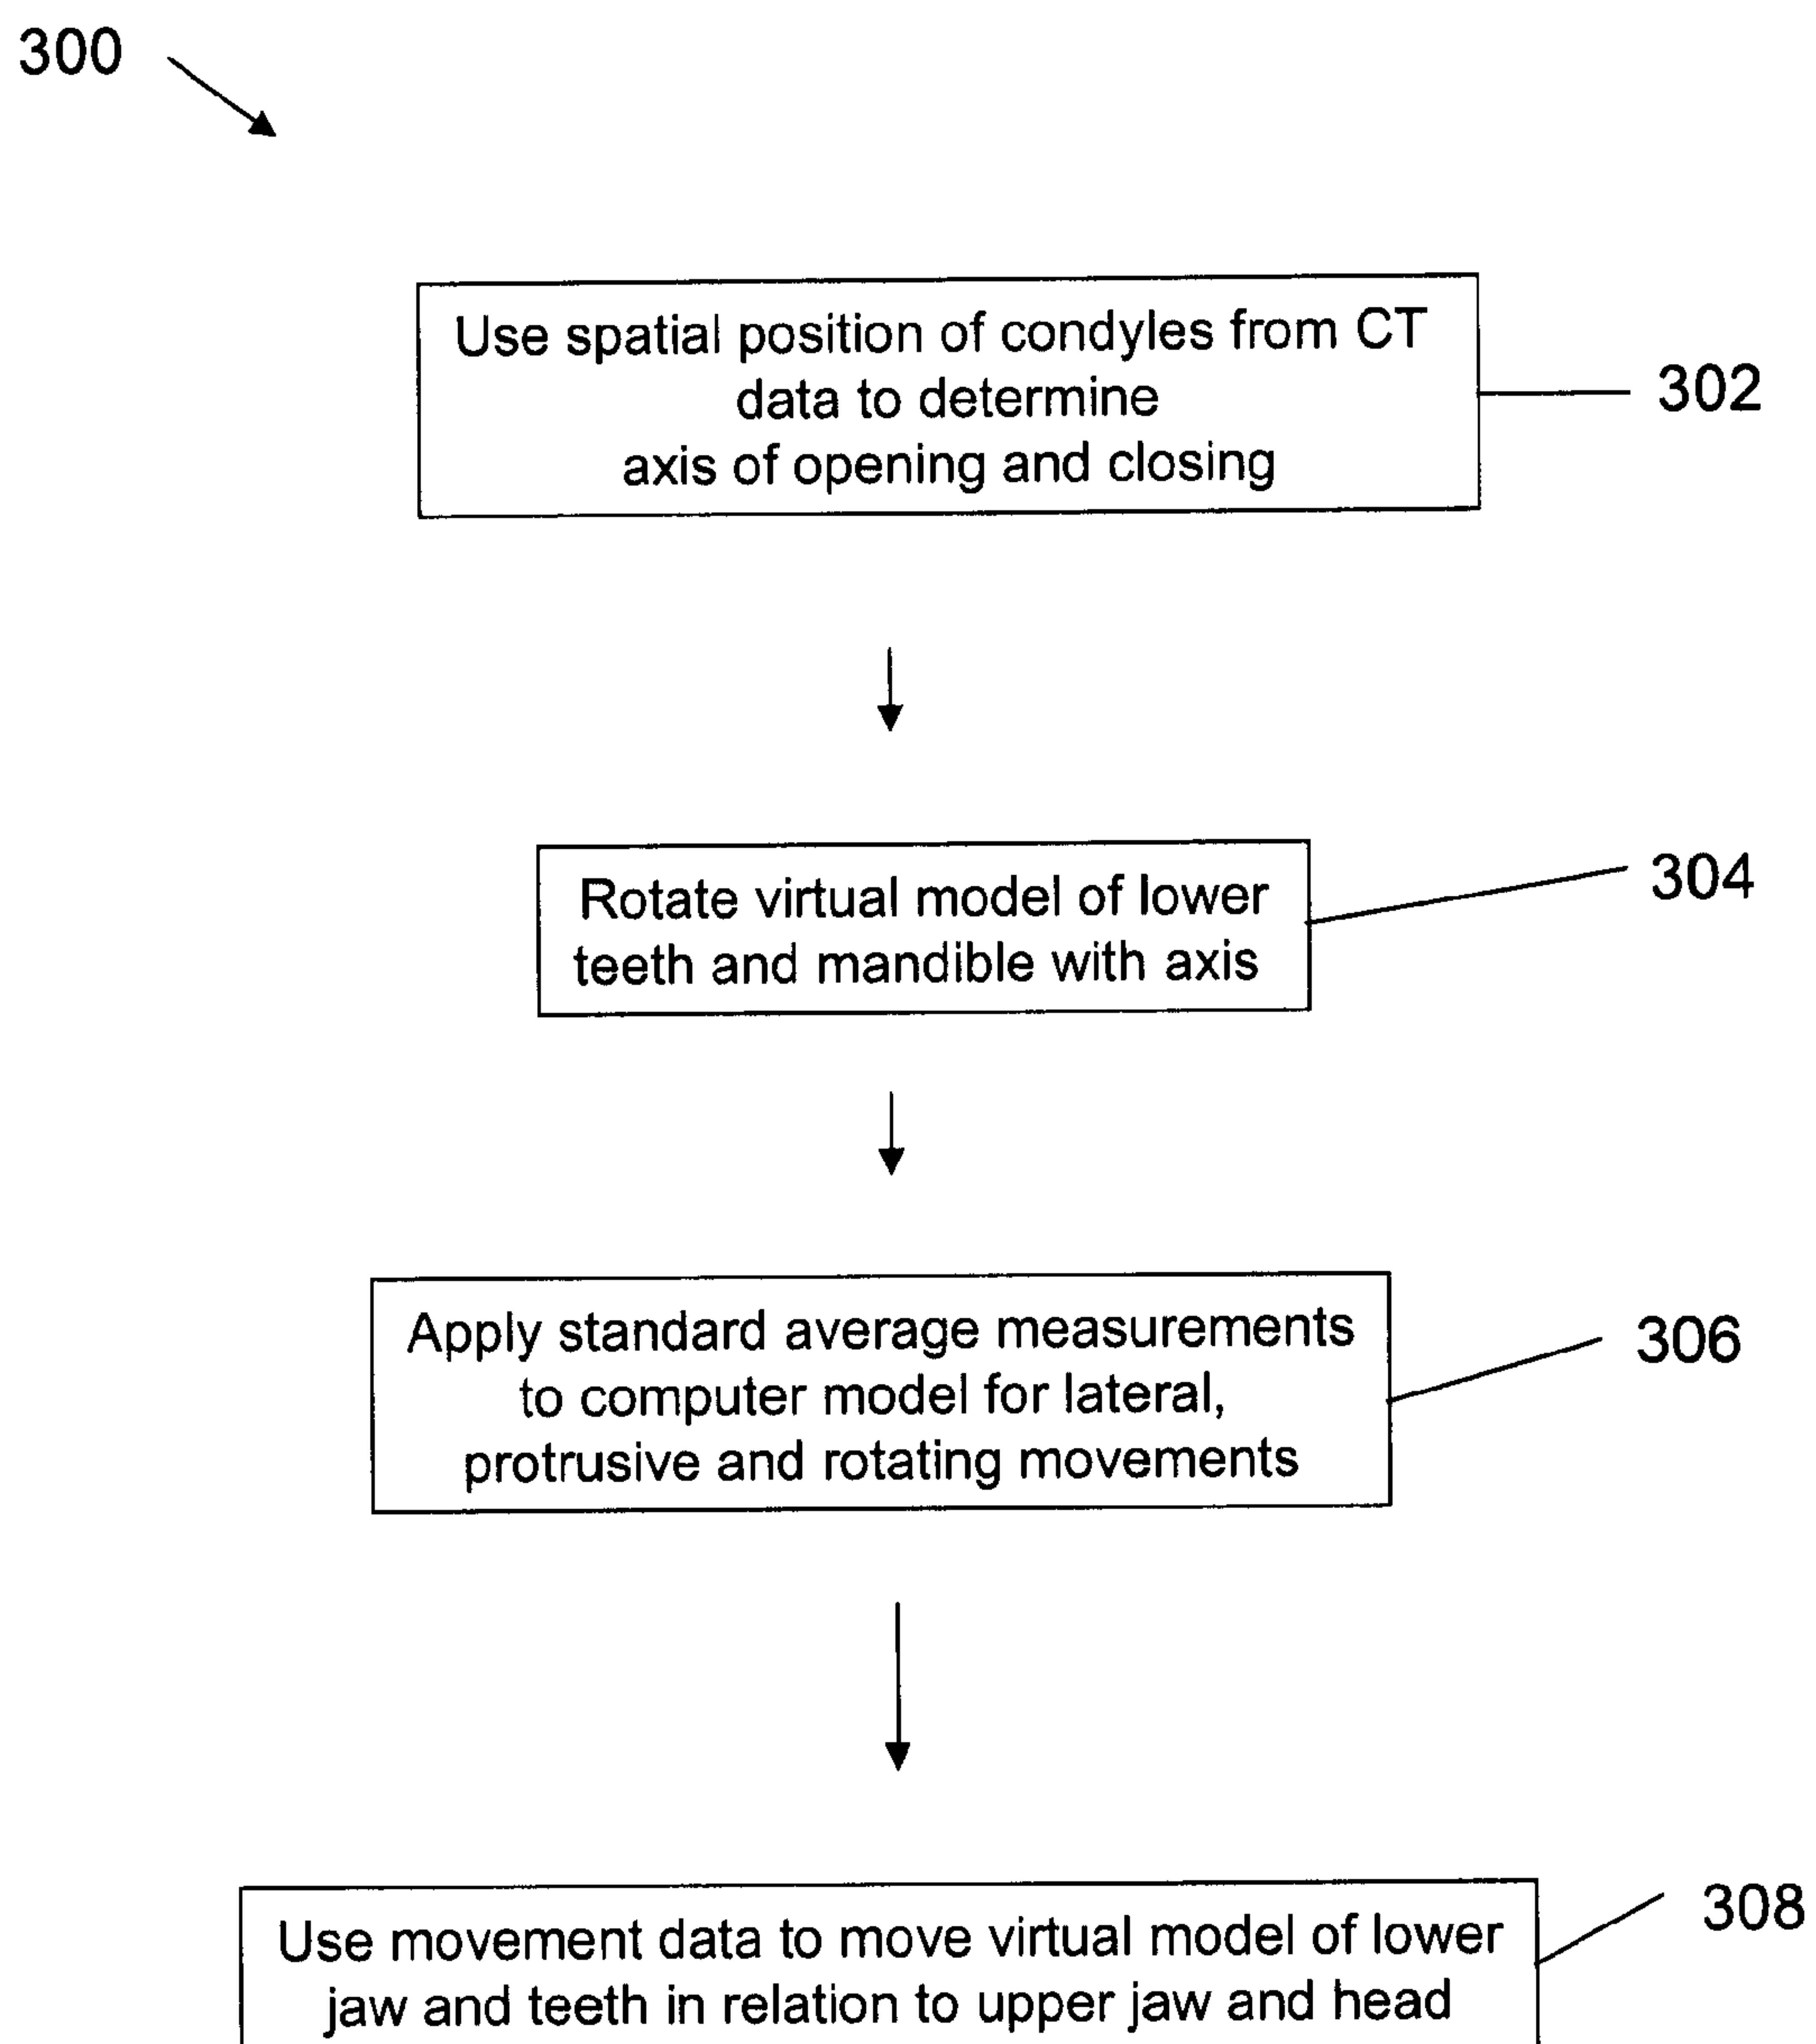 300
Use spatial position of condyles from CT
data to determine
axis of opening and closing
302
Rotate virtual model of lower
teeth and mandible with axis
304
Apply standard average measurements
to computer model for lateral,
protrusive and rotating movements
306
Use movement data to move virtual model of lower
jaw and teeth in relation to upper jaw and head
308